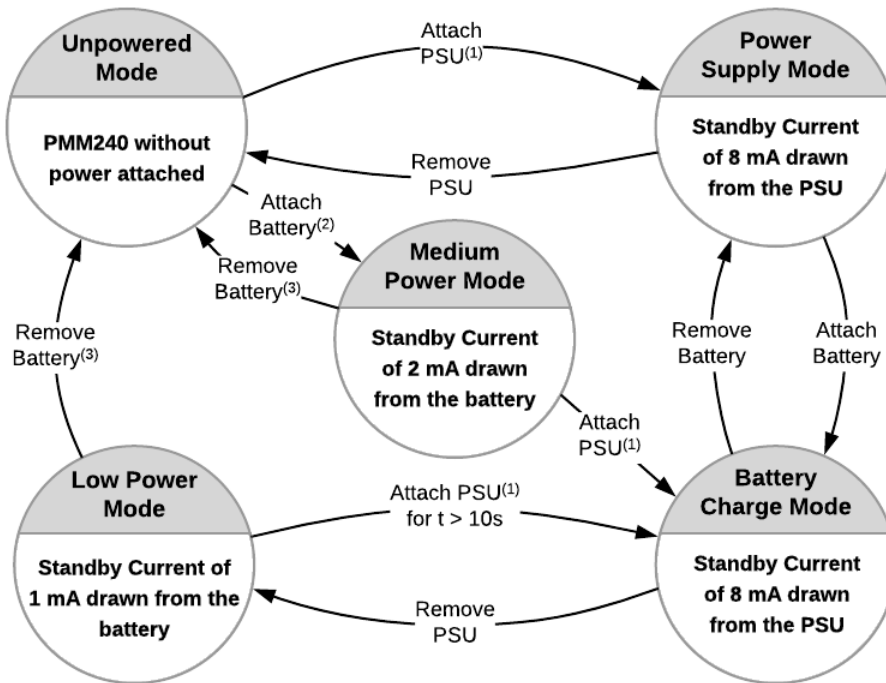 Unpowered
Mode
PMM240 without
power attached
Attach
PSU(1)
Power
Supply Mode
Standby Current
of 8 mA drawn
from the PSU
Remove
PSU
Attach
Battery(2)
Remove
Battery(3)
Medium
Power Mode
Standby Current
of 2 mA drawn
from the battery
Remove
Battery(3)
Remove
Battery
Attach
Battery
Attach
PSU(1)
Low Power
Mode
Standby Current of
1 mA drawn from the
battery
Attach PSU(1)
for t > 10s
Remove
PSU
Battery
Charge Mode
Standby Current
of 8 mA drawn
from the PSU